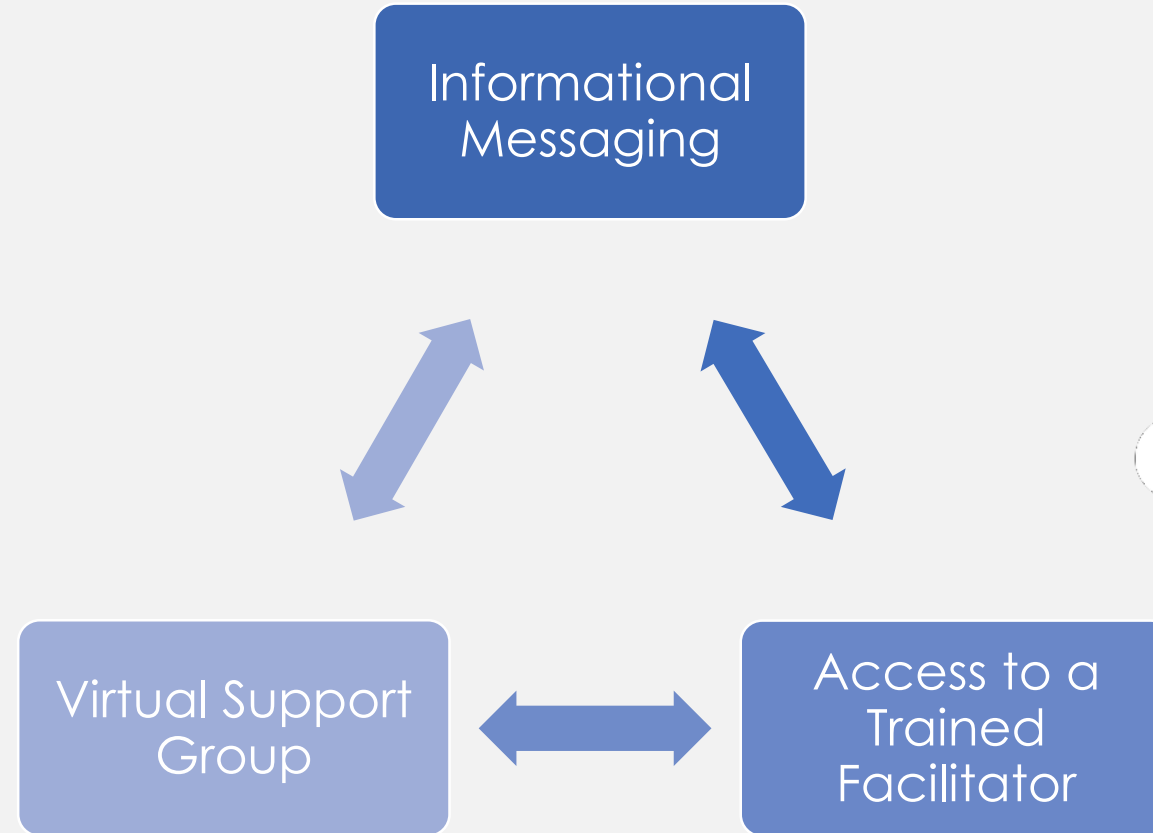 Informational
Messaging
Virtual Support
Group
Access to a
Trained
Facilitator